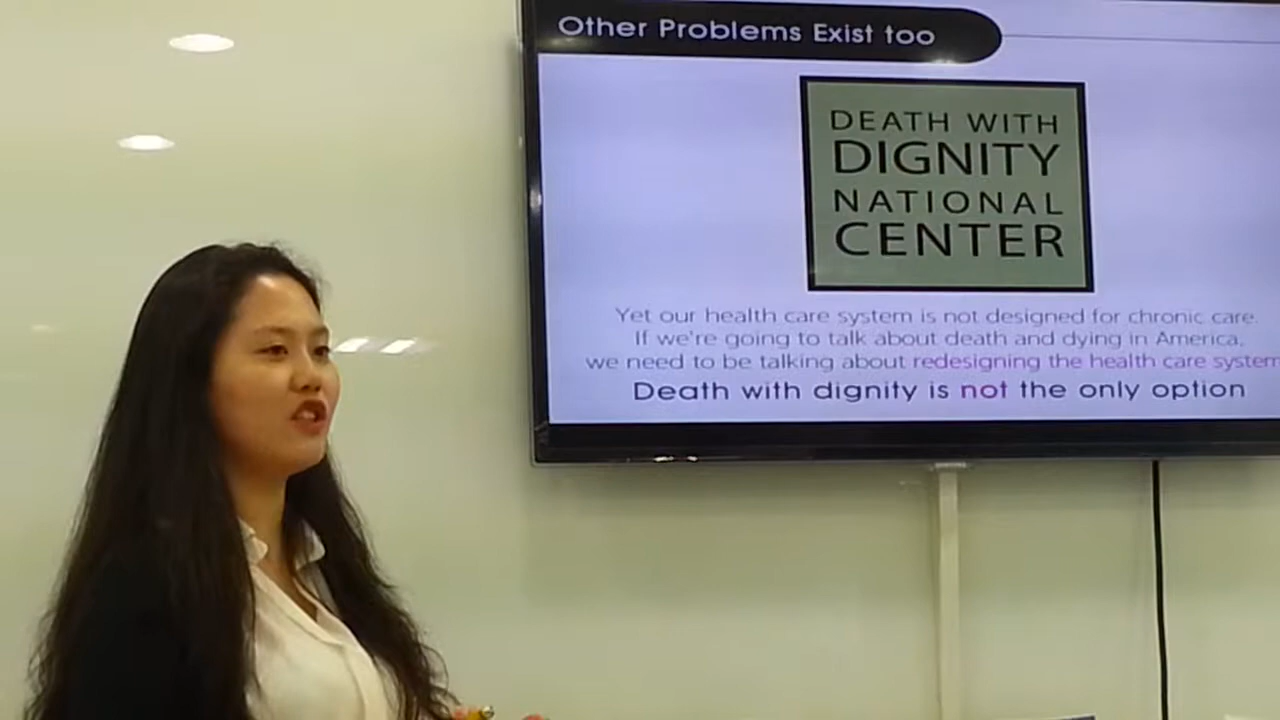 Other Problems Exist too
DEATH WITH
DIGNITY
NATIONAL
CENTER
Yet our health care system is not designed for chronic care.
If we're going to talk about death and dying in America,
we need to be talking about redesigning the health care system
Death with dignity is not the only option